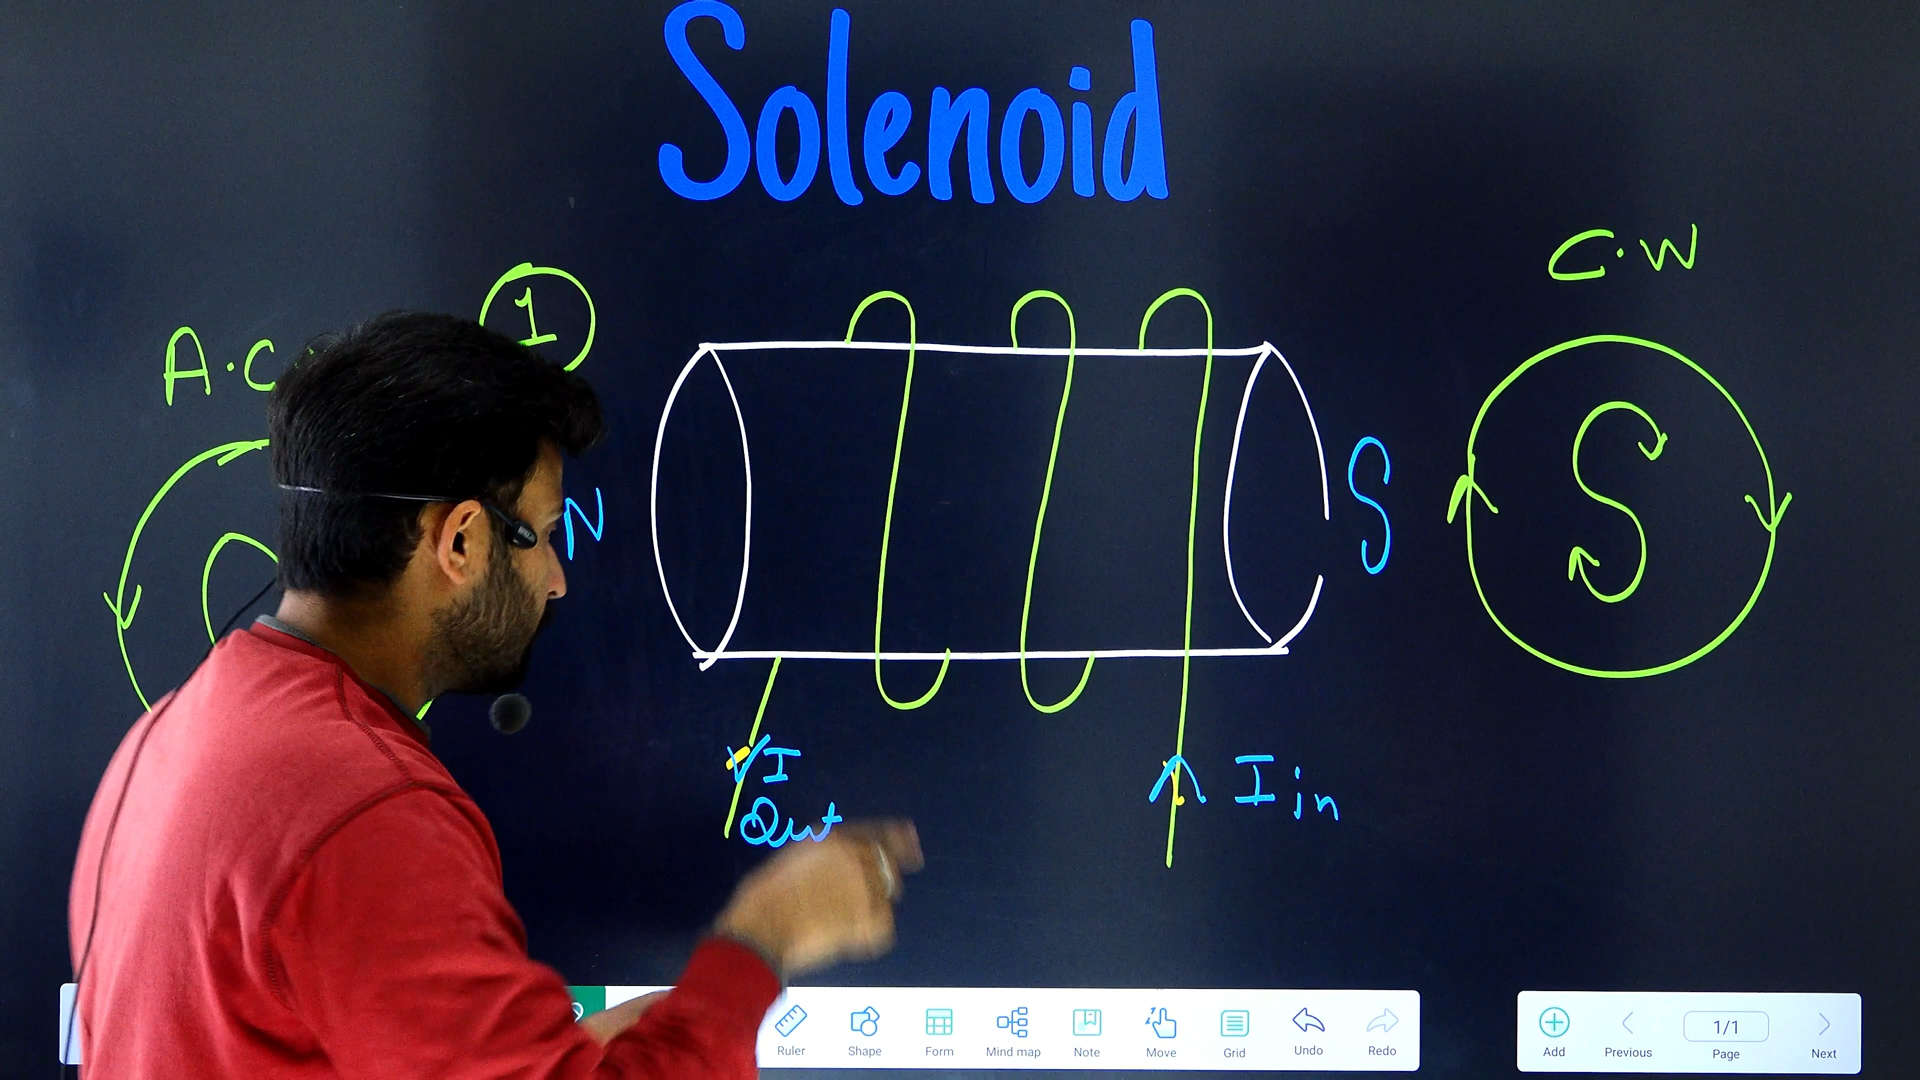 Solenoid
C.W
1
A.C
N
S
S
I
Out
I in
Ruler
Shape
Form
Mind map
Note
Move
Grid
Undo
Redo
Add
Previous
1/1
Page
Next